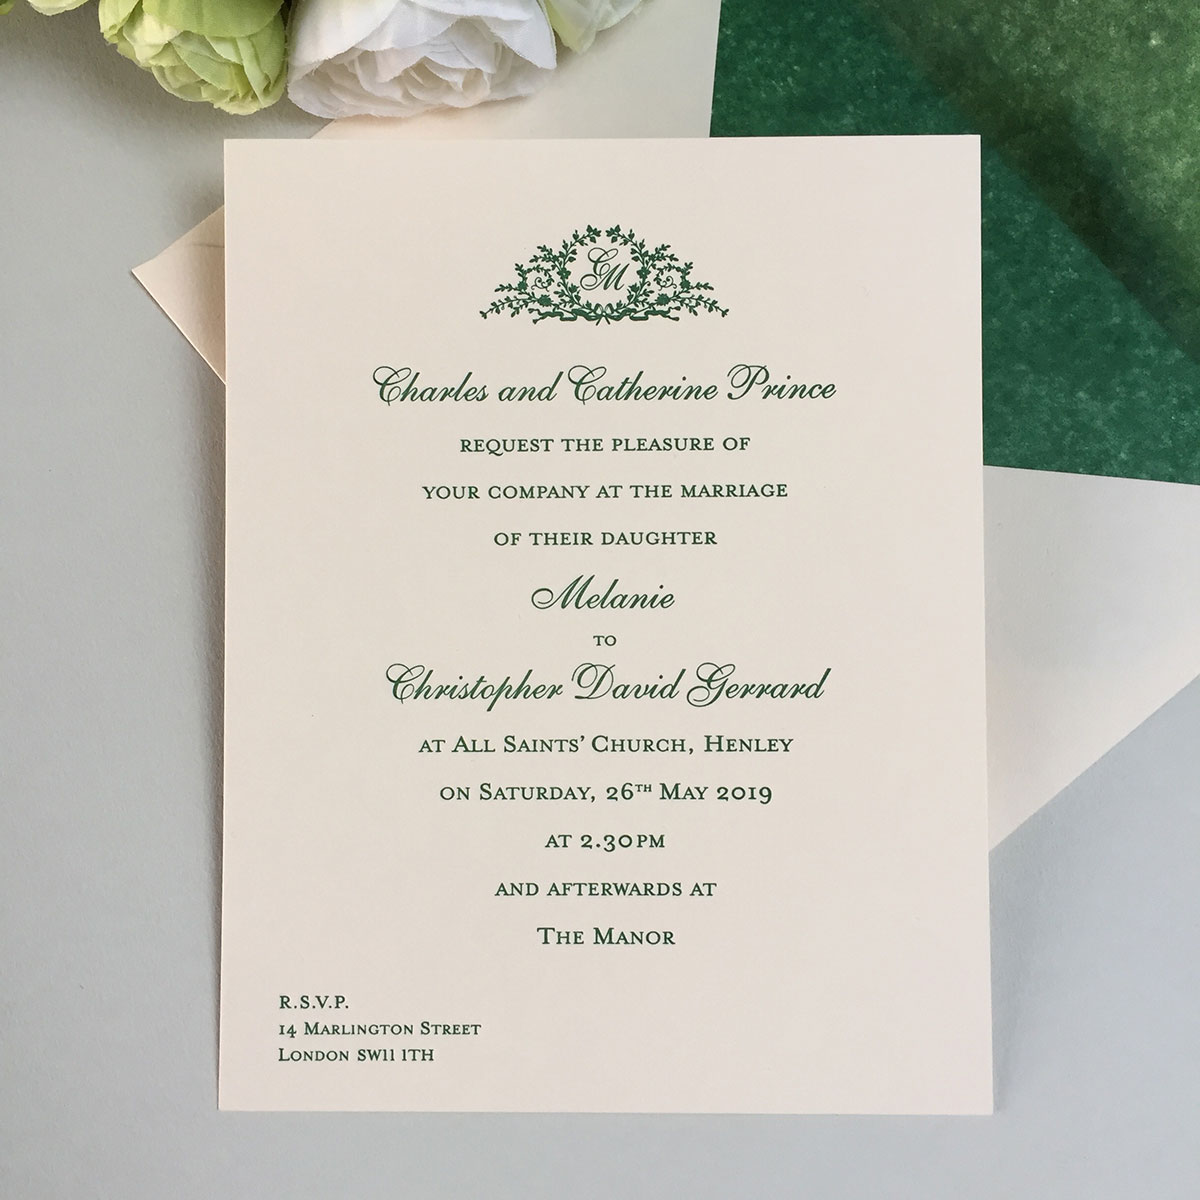 CM
Charles and Catherine Prince
REQUEST THE PLEASURE OF
YOUR COMPANY AT THE MARRIAGE
OF THEIR DAUGHTER
Melanie
TO
Christopher David Gerrard
AT ALL SAINTS' CHURCH, HENLEY
ON SATURDAY, 26TH MAY 2019
AT 2.30PM
AND AFTERWARDS AT
THE MANOR
R.S.V.P.
14 MARLINGTON STREET
LONDON SW11 1TH